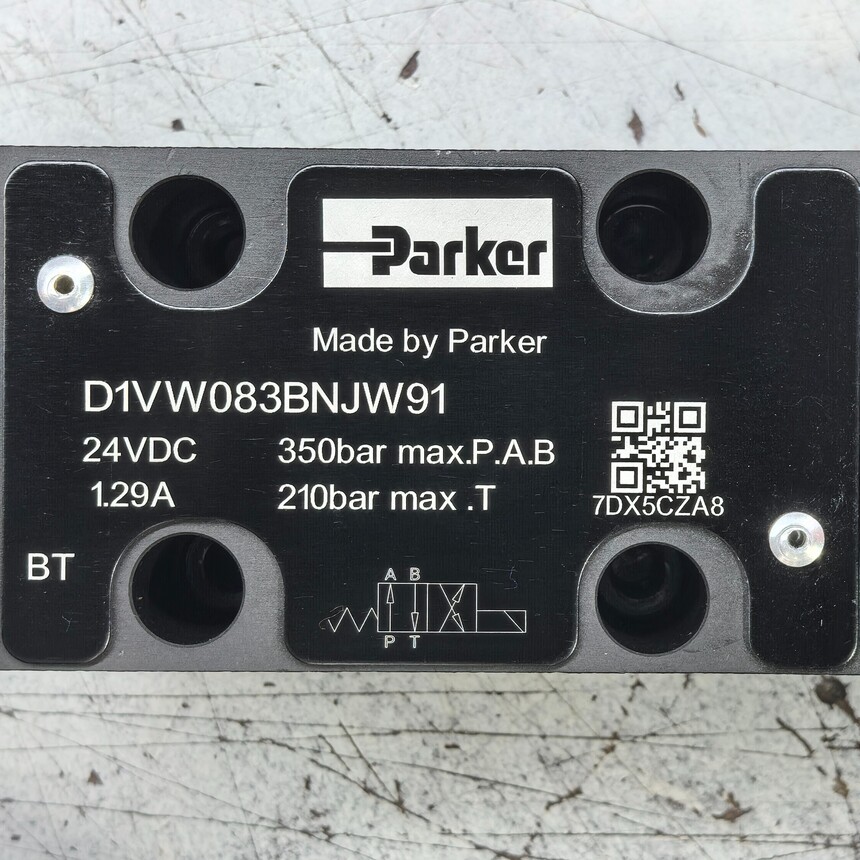 Parker
Made by Parker
D1VW083BNJW91
24VDC 350bar max.P.A.B
1.29A 210bar max .T
7DX5CZA8
BT
A B
P T